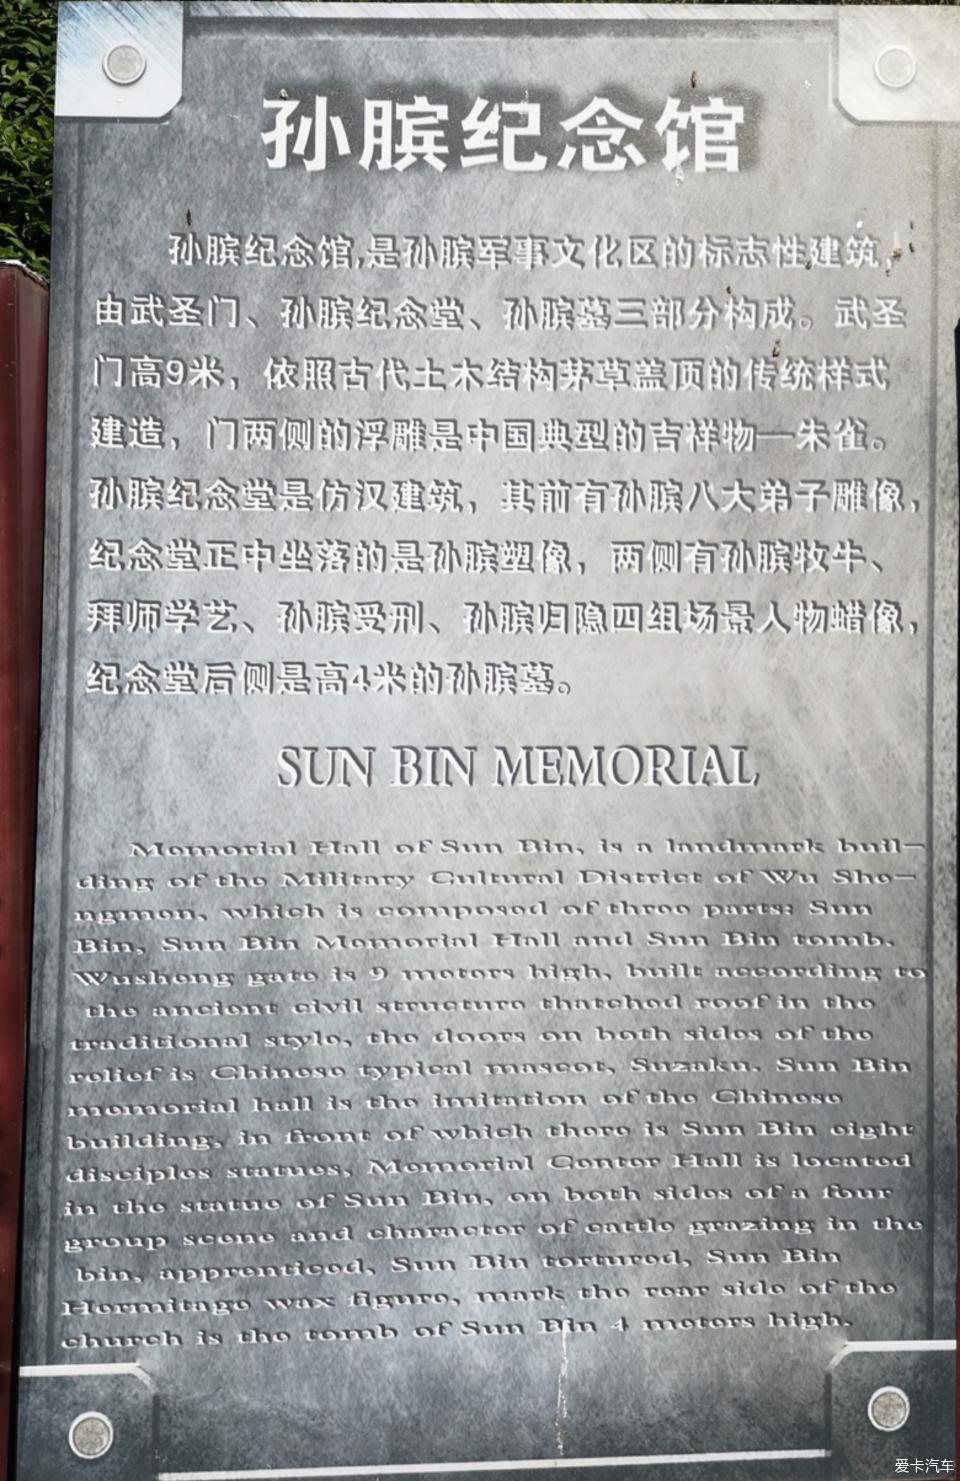 孙膑纪念馆
孙膑纪念馆,是孙膑军事文化区的标志性建筑,
由武圣门、孙膑纪念堂、孙膑墓三部分构成。武圣
门高9米，依照古代土木结构茅草盖顶的传统样式
建造，门两侧的浮雕是中国典型的吉祥物—朱雀。
孙膑纪念堂是仿汉建筑，其前有孙膑八大弟子雕像，
纪念堂正中坐落的是孙膑塑像，两侧有孙膑牧牛、
拜师学艺、孙膑受刑、孙膑归隐四组场景人物蜡像，
纪念堂后侧是高4米的孙膑墓。
SUN BIN MEMORIAL
Memorial Hall of Sun Bin, is a landmark buil-
ding of the Military Cultural District of Wu She-
ngmen, which is composed of three parts: Sun
Bin, Sun Bin Memorial Hall and Sun Bin tomb.
Wusheng gate is 9 meters high, built according to
the ancient civil structure thatched roof in the
traditional style, the doors on both sides of the
relief is Chinese typical mascot, Suzaku. Sun Bin
memorial hall is the imitation of the Chinese
building, in front of which there is Sun Bin eight
disciples statues, Memorial Center Hall is located
in the statue of Sun Bin, on both sides of a four
group scene and character of cattle grazing in the
bin, apprenticed, Sun Bin tortured, Sun Bin
Hermitage wax figure, mark the rear side of the
church is the tomb of Sun Bin 4 meters high.
爱卡汽车